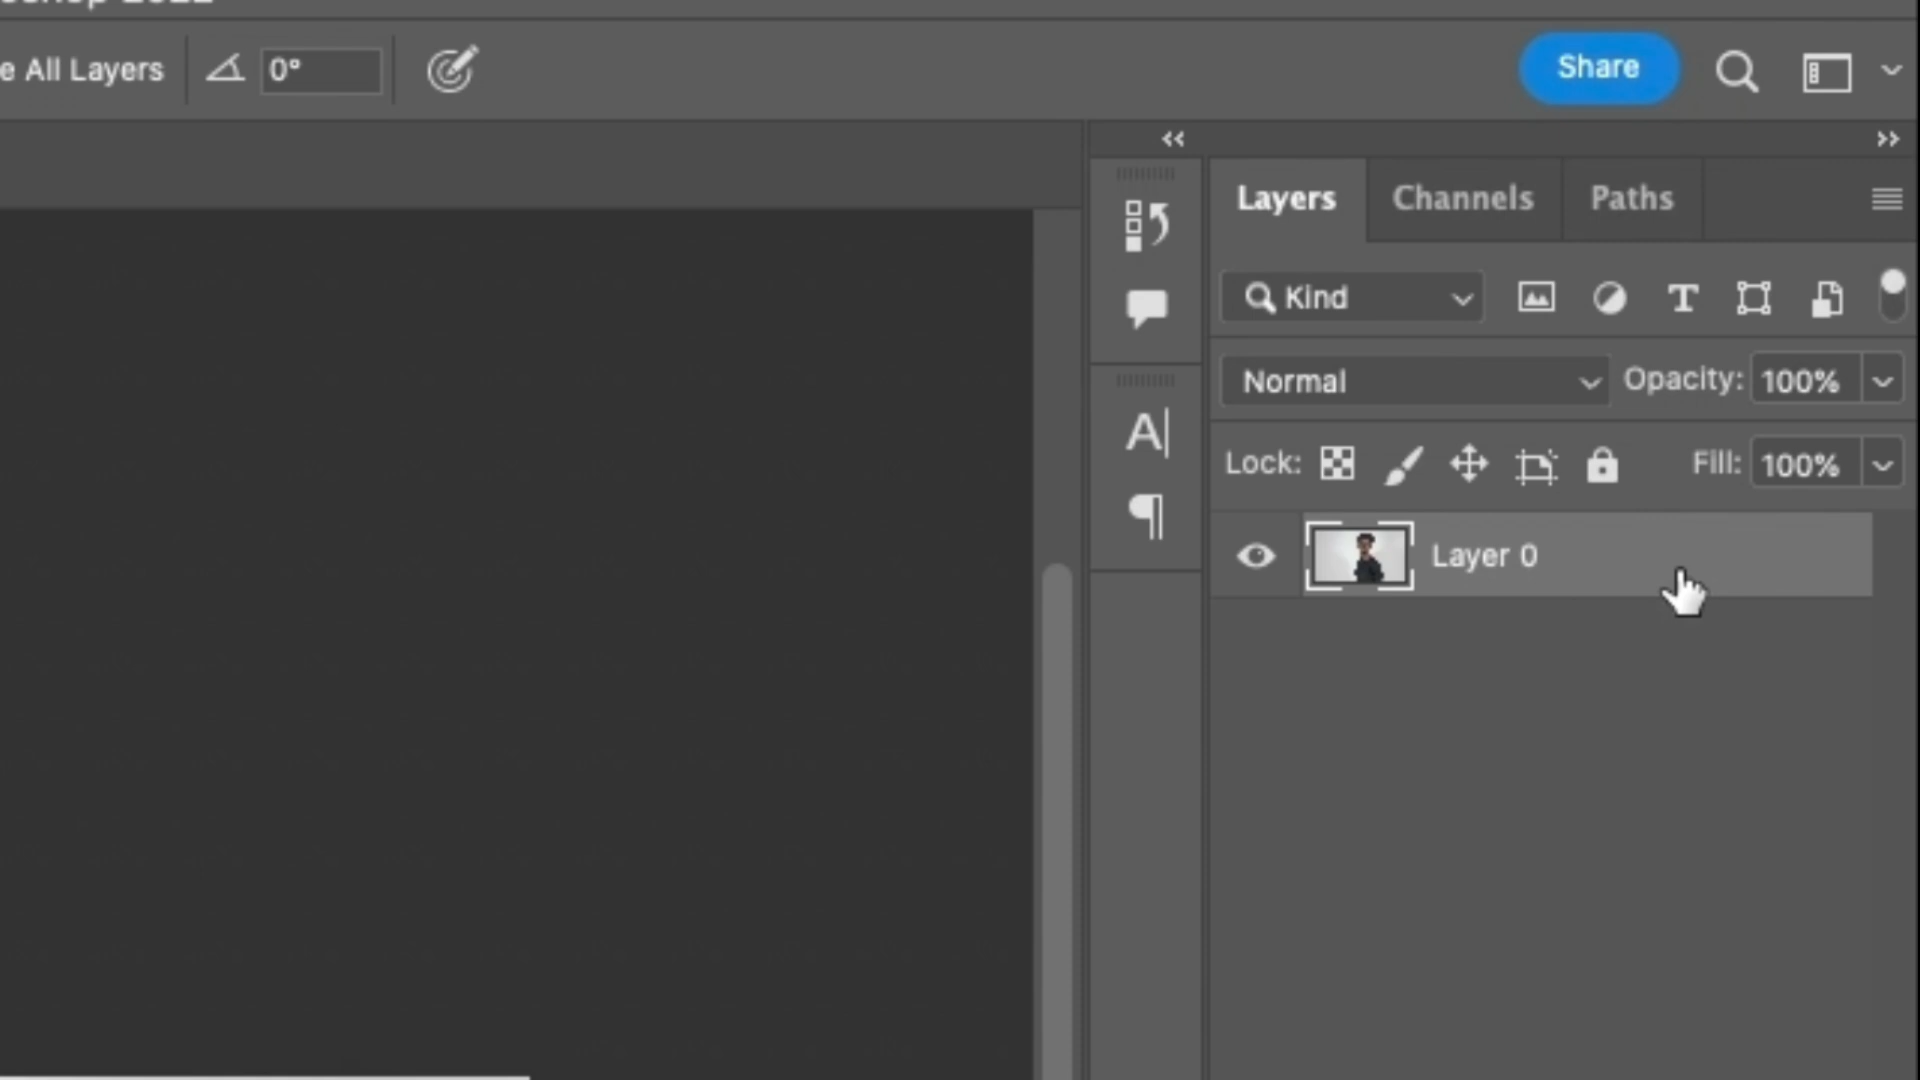 e All Layers 0° Share
Layers Channels Paths
Kind
Normal Opacity: 100%
Lock: Fill: 100%
Layer 0